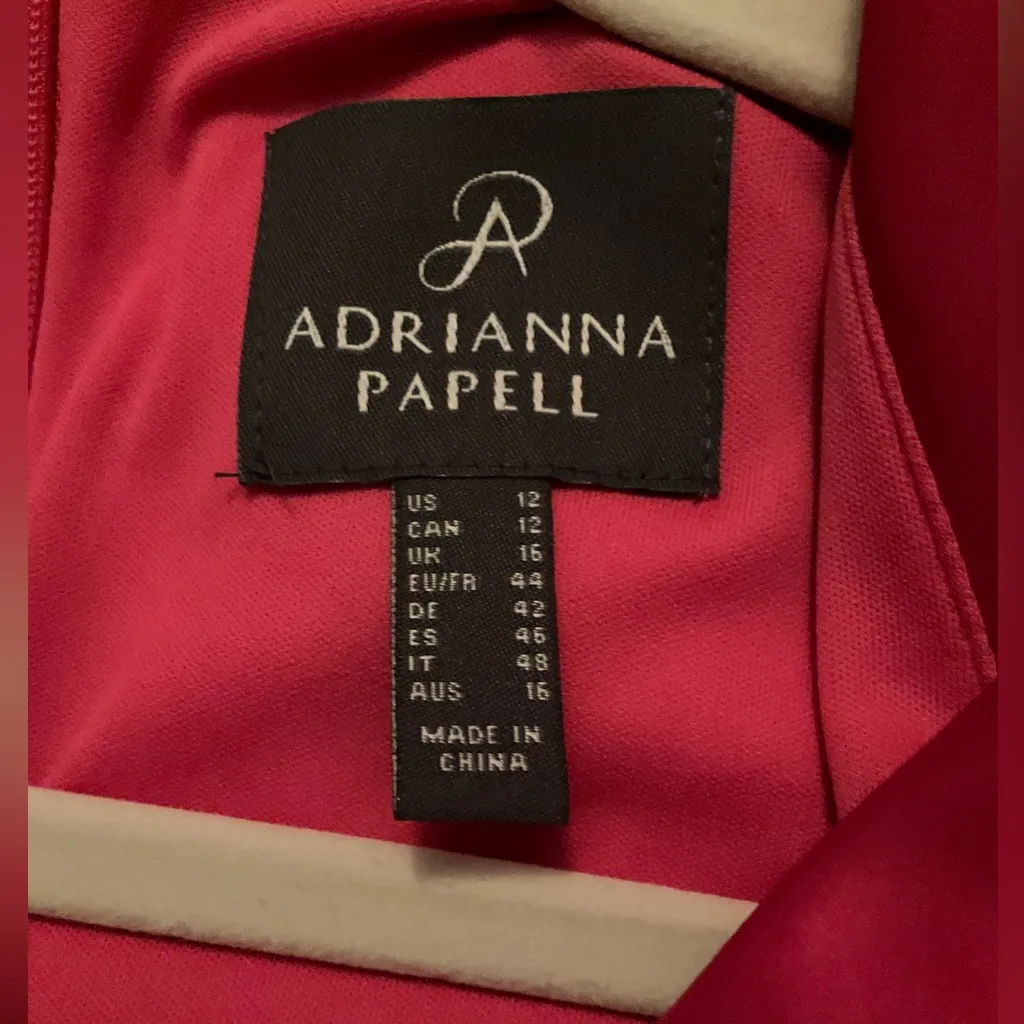 AP
ADRIANNA
PAPELL
US 12
CAN 12
UK 16
EU/FR 44
DE 42
ES 46
IT 48
AUS 16
MADE IN
CHINA